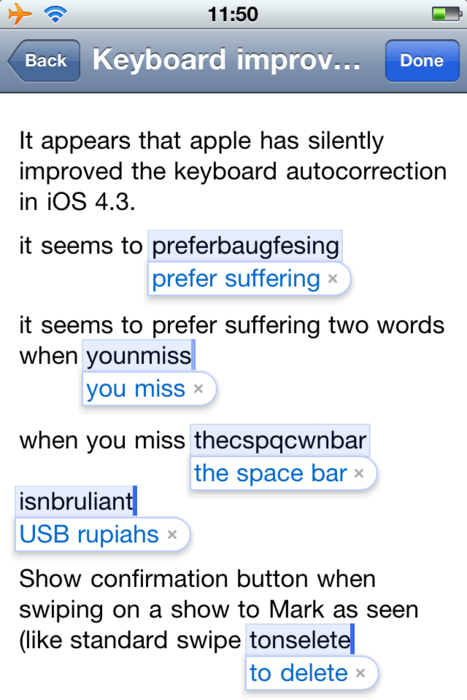 11:50
Back
Keyboard improv...
Done
It appears that apple has silently
improved the keyboard autocorrection
in iOS 4.3.
it seems to preferbaugfesing
prefer suffering ×
it seems to prefer suffering two words
when younmiss
you miss ×
when you miss thecspqcwnbar
the space bar ×
isnbruliant
USB rupiahs ×
Show confirmation button when
swiping on a show to Mark as seen
(like standard swipe tonselete
to delete ×